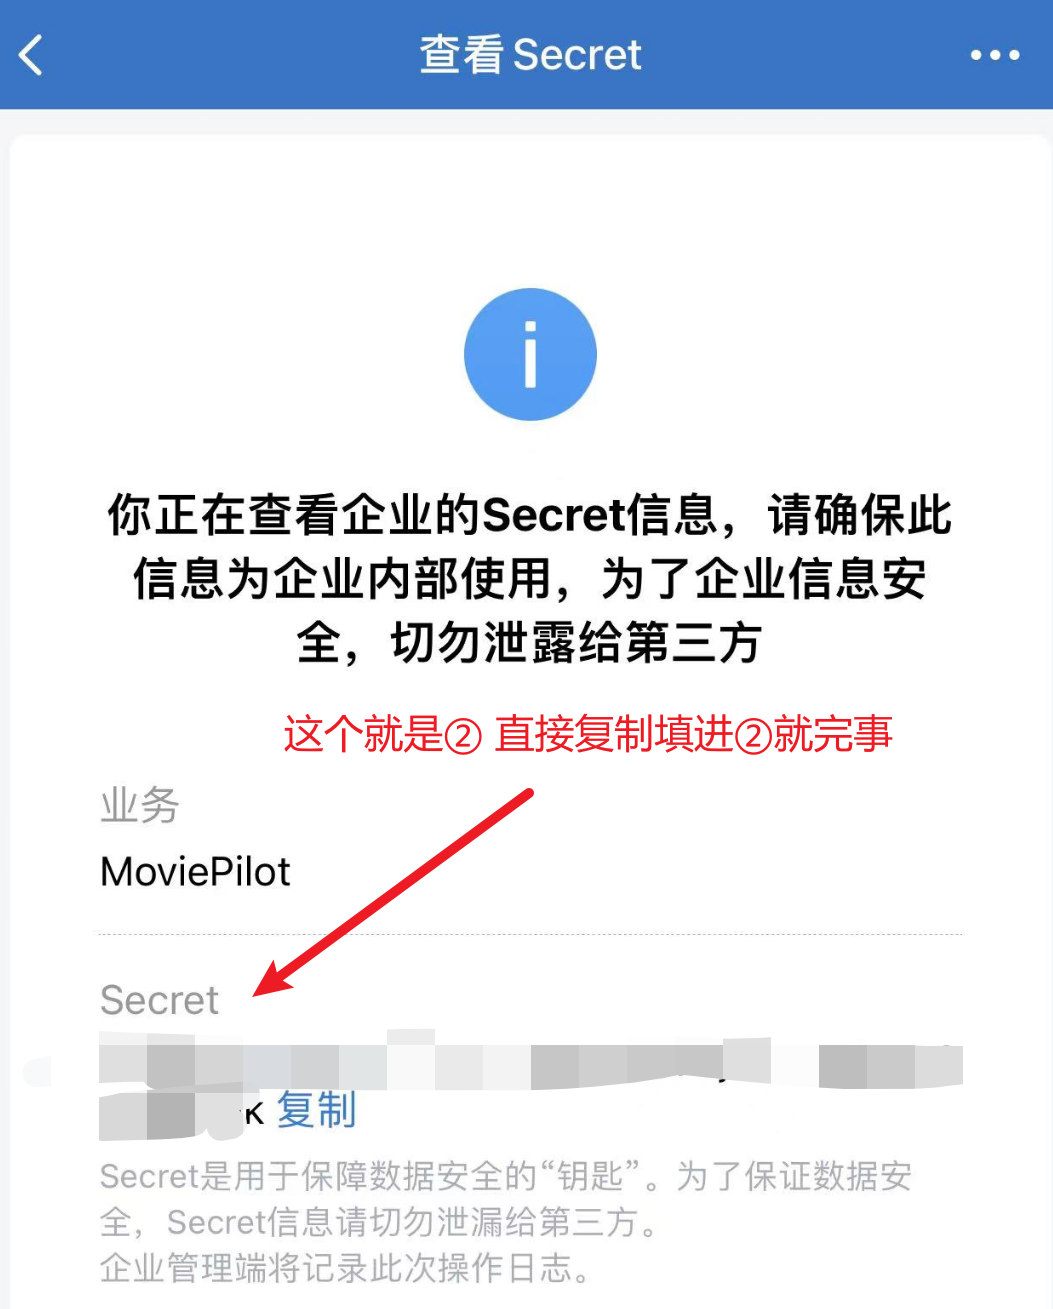 查看Secret
你正在查看企业的Secret信息，请确保此
信息为企业内部使用，为了企业信息安
全，切勿泄露给第三方
这个就是② 直接复制填进②就完事
业务
MoviePilot
Secret
复制
Secret是用于保障数据安全的“钥匙”。为了保证数据安
全，Secret信息请切勿泄漏给第三方。
企业管理端将记录此次操作日志。